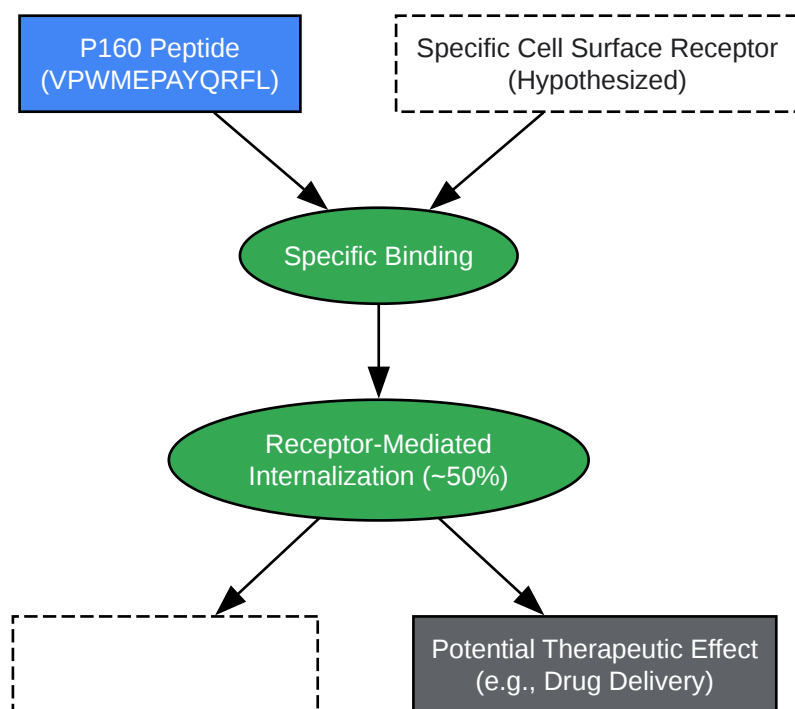 P160 Peptide
(VPWMEPAYQRFL)
Specific Cell Surface Receptor
(Hypothesized)
Specific Binding
Receptor-Mediated
Internalization (~50%)
Potential Therapeutic Effect
(e.g., Drug Delivery)